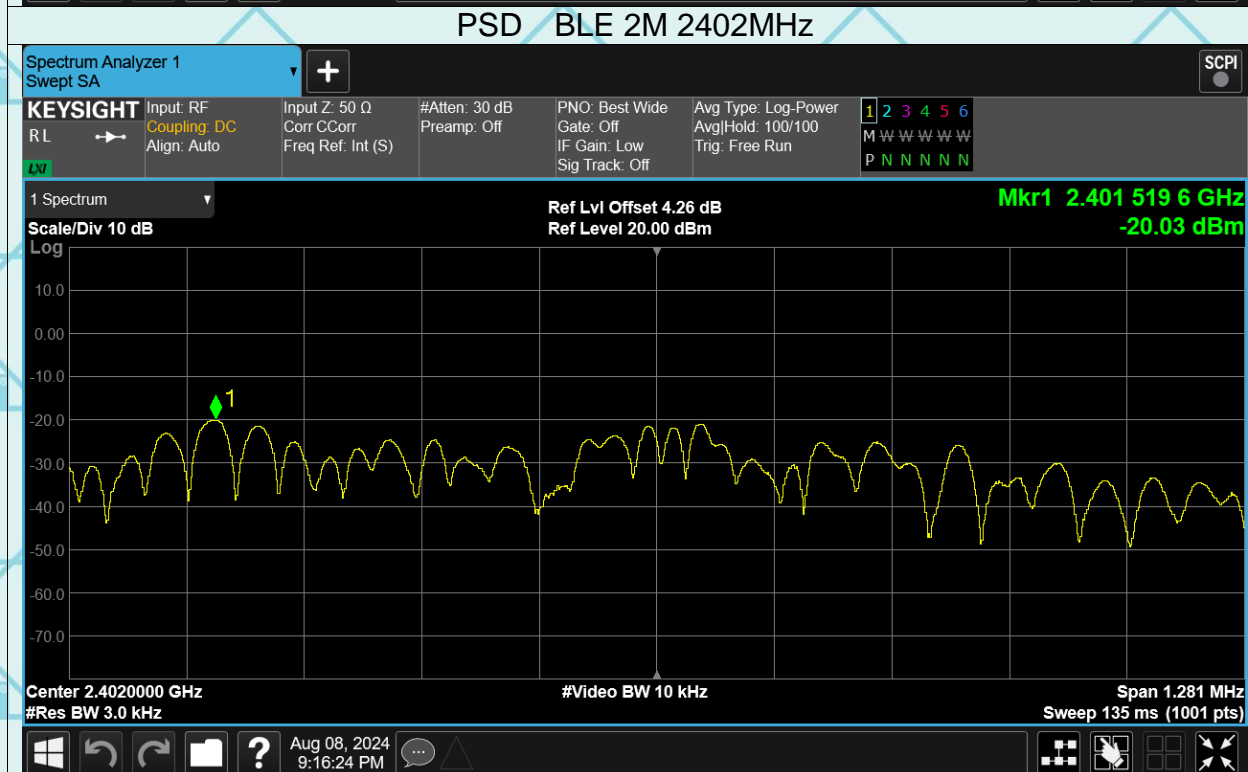 PSD BLE 2M 2402MHz
Spectrum Analyzer 1
Swept SA
SCPI
KEYSIGHT
RL
LXI
Input: RF
Coupling: DC
Align: Auto
Input Z: 50 Ω
Corr CCorr
Freq Ref: Int (S)
#Atten: 30 dB
Preamp: Off
PNO: Best Wide
Gate: Off
IF Gain: Low
Sig Track: Off
Avg Type: Log-Power
Avg|Hold: 100/100
Trig: Free Run
1 2 3 4 5 6
M W W W W W
P N N N N N
1 Spectrum
Scale/Div 10 dB
Log
Ref Lvl Offset 4.26 dB
Ref Level 20.00 dBm
Mkr1 2.401 519 6 GHz
-20.03 dBm
10.0
0.00
-10.0
-20.0
-30.0
-40.0
-50.0
-60.0
-70.0
1
Center 2.4020000 GHz
#Res BW 3.0 kHz
#Video BW 10 kHz
Span 1.281 MHz
Sweep 135 ms (1001 pts)
?
Aug 08, 2024
9:16:24 PM